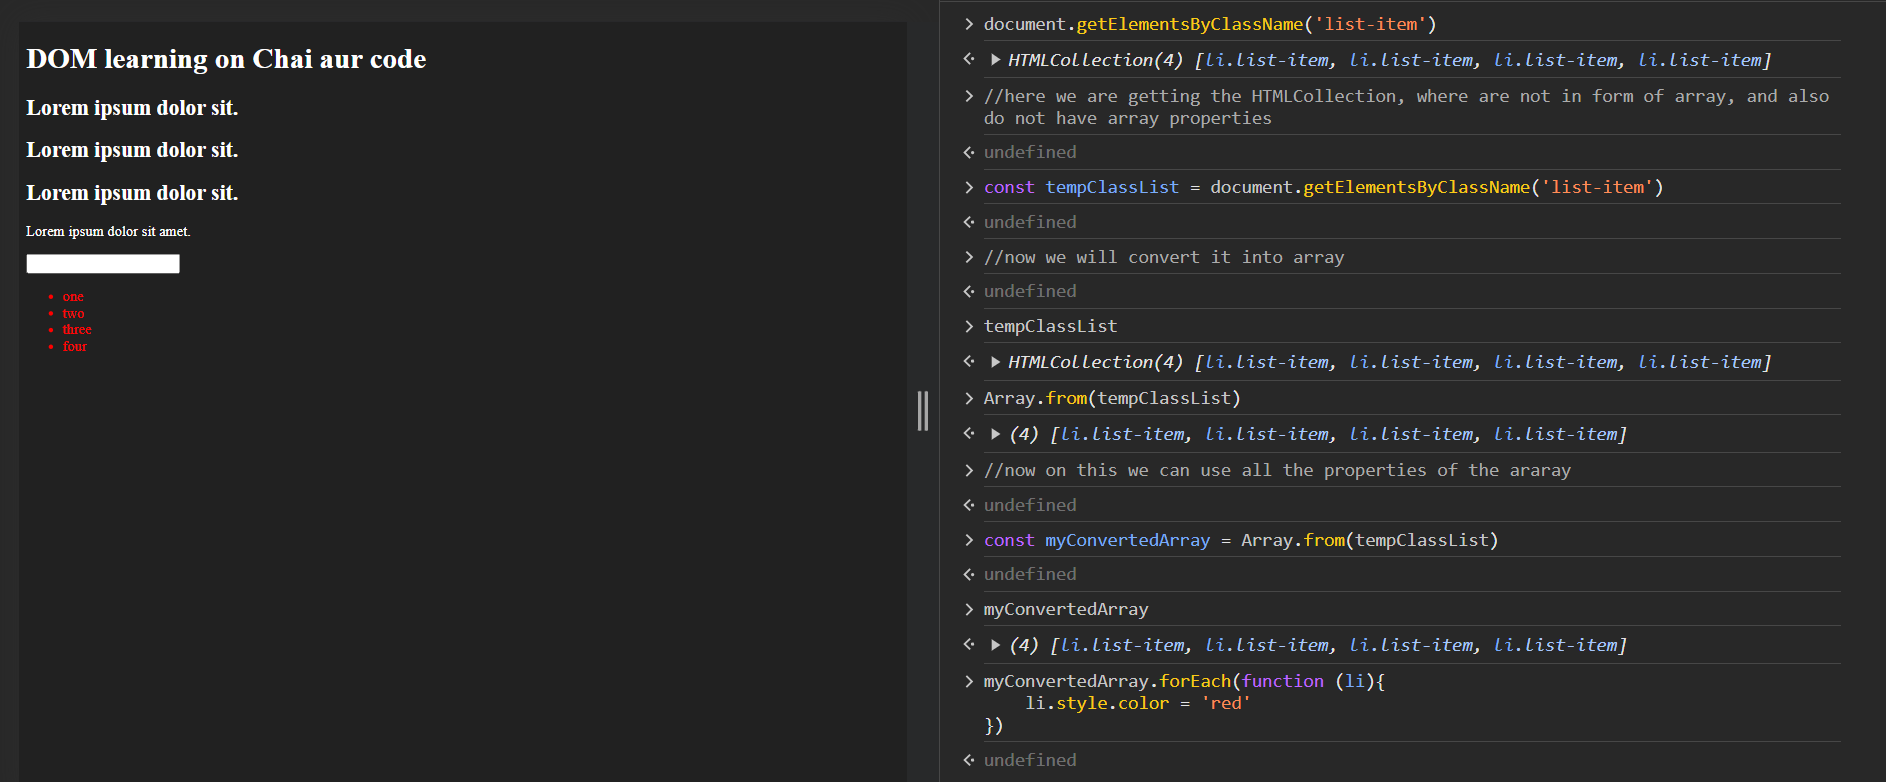 DOM learning on Chai aur code
Lorem ipsum dolor sit.
Lorem ipsum dolor sit.
Lorem ipsum dolor sit.
Lorem ipsum dolor sit amet.
one
two
three
four
document.getElementsByClassName('list-item')
HTMLCollection(4) [li.list-item, li.list-item, li.list-item, li.list-item]
//here we are getting the HTMLCollection, where are not in form of array, and also
do not have array properties
undefined
const tempClassList = document.getElementsByClassName('list-item')
undefined
//now we will convert it into array
undefined
tempClassList
HTMLCollection(4) [li.list-item, li.list-item, li.list-item, li.list-item]
Array.from(tempClassList)
(4) [li.list-item, li.list-item, li.list-item, li.list-item]
//now on this we can use all the properties of the araray
undefined
const myConvertedArray = Array.from(tempClassList)
undefined
myConvertedArray
(4) [li.list-item, li.list-item, li.list-item, li.list-item]
myConvertedArray.forEach(function (li){
    li.style.color = 'red'
})
undefined